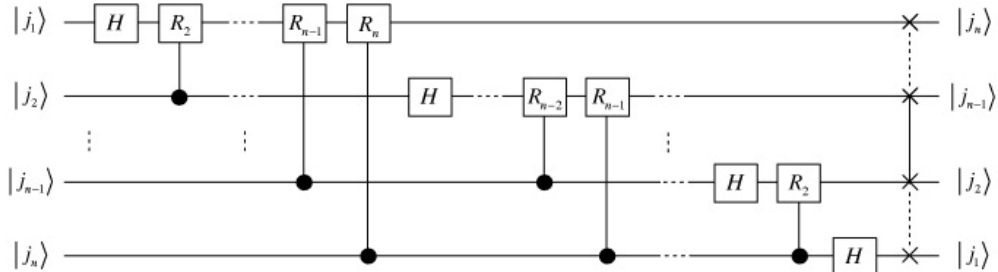 |j₁⟩ H R₂ Rₙ₋₁ Rₙ |jₙ⟩
|j₂⟩ H Rₙ₋₂ Rₙ₋₁ |jₙ₋₁⟩
|jₙ₋₁⟩ H R₂ |j₂⟩
|jₙ⟩ H |j₁⟩